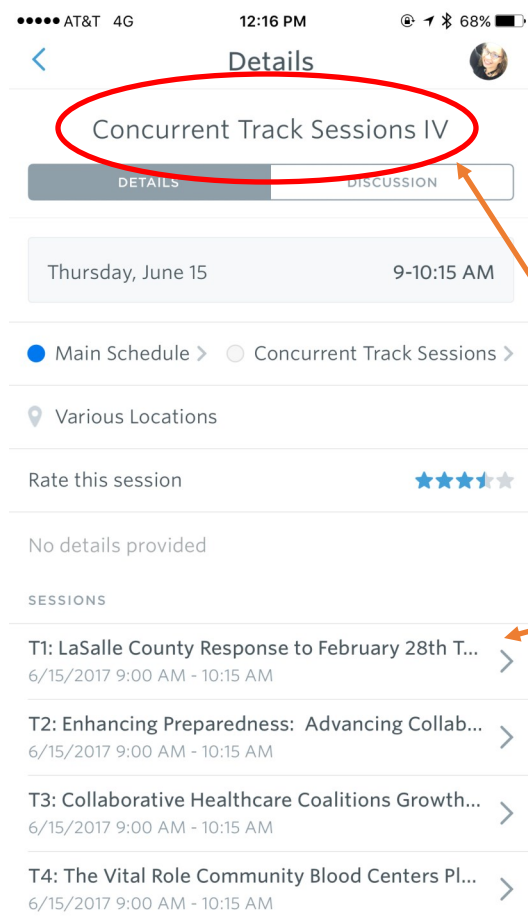 AT&T 4G 12:16 PM 68%
Details
Concurrent Track Sessions IV
DETAILS DISCUSSION
Thursday, June 15 9-10:15 AM
Main Schedule Concurrent Track Sessions
Various Locations
Rate this session
No details provided
SESSIONS
T1: LaSalle County Response to February 28th T...
6/15/2017 9:00 AM - 10:15 AM
T2: Enhancing Preparedness:  Advancing Collab...
6/15/2017 9:00 AM - 10:15 AM
T3: Collaborative Healthcare Coalitions Growth...
6/15/2017 9:00 AM - 10:15 AM
T4: The Vital Role Community Blood Centers Pl...
6/15/2017 9:00 AM - 10:15 AM